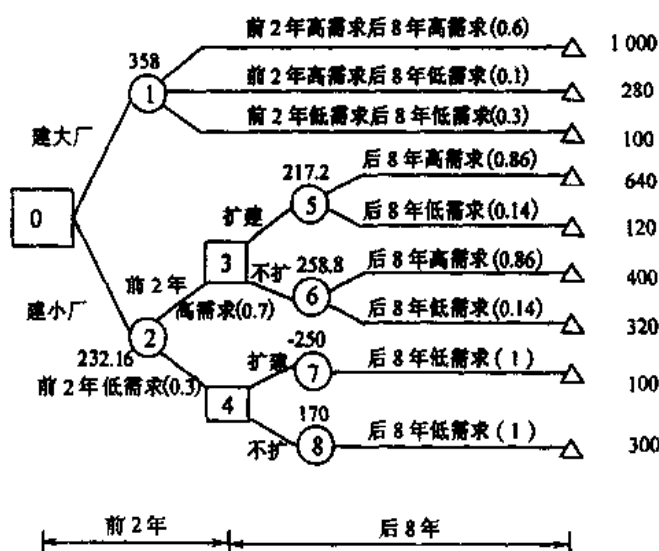 前2年高需求后8年高需求(0.6)
1 000
358
1
前2年高需求后8年低需求(0.1)
280
前2年低需求后8年低需求(0.3)
100
建大厂
217.2
后8年高需求(0.86)
640
0
扩建
5
后8年低需求(0.14)
120
3
不扩
258.8
后8年高需求(0.86)
400
前2年
高需求(0.7)
6
建小厂
2
后8年低需求(0.14)
320
232.16
-250
扩建
7
后8年低需求(1)
100
前2年低需求(0.3)
4
170
不扩
8
后8年低需求(1)
300
前2年
后8年